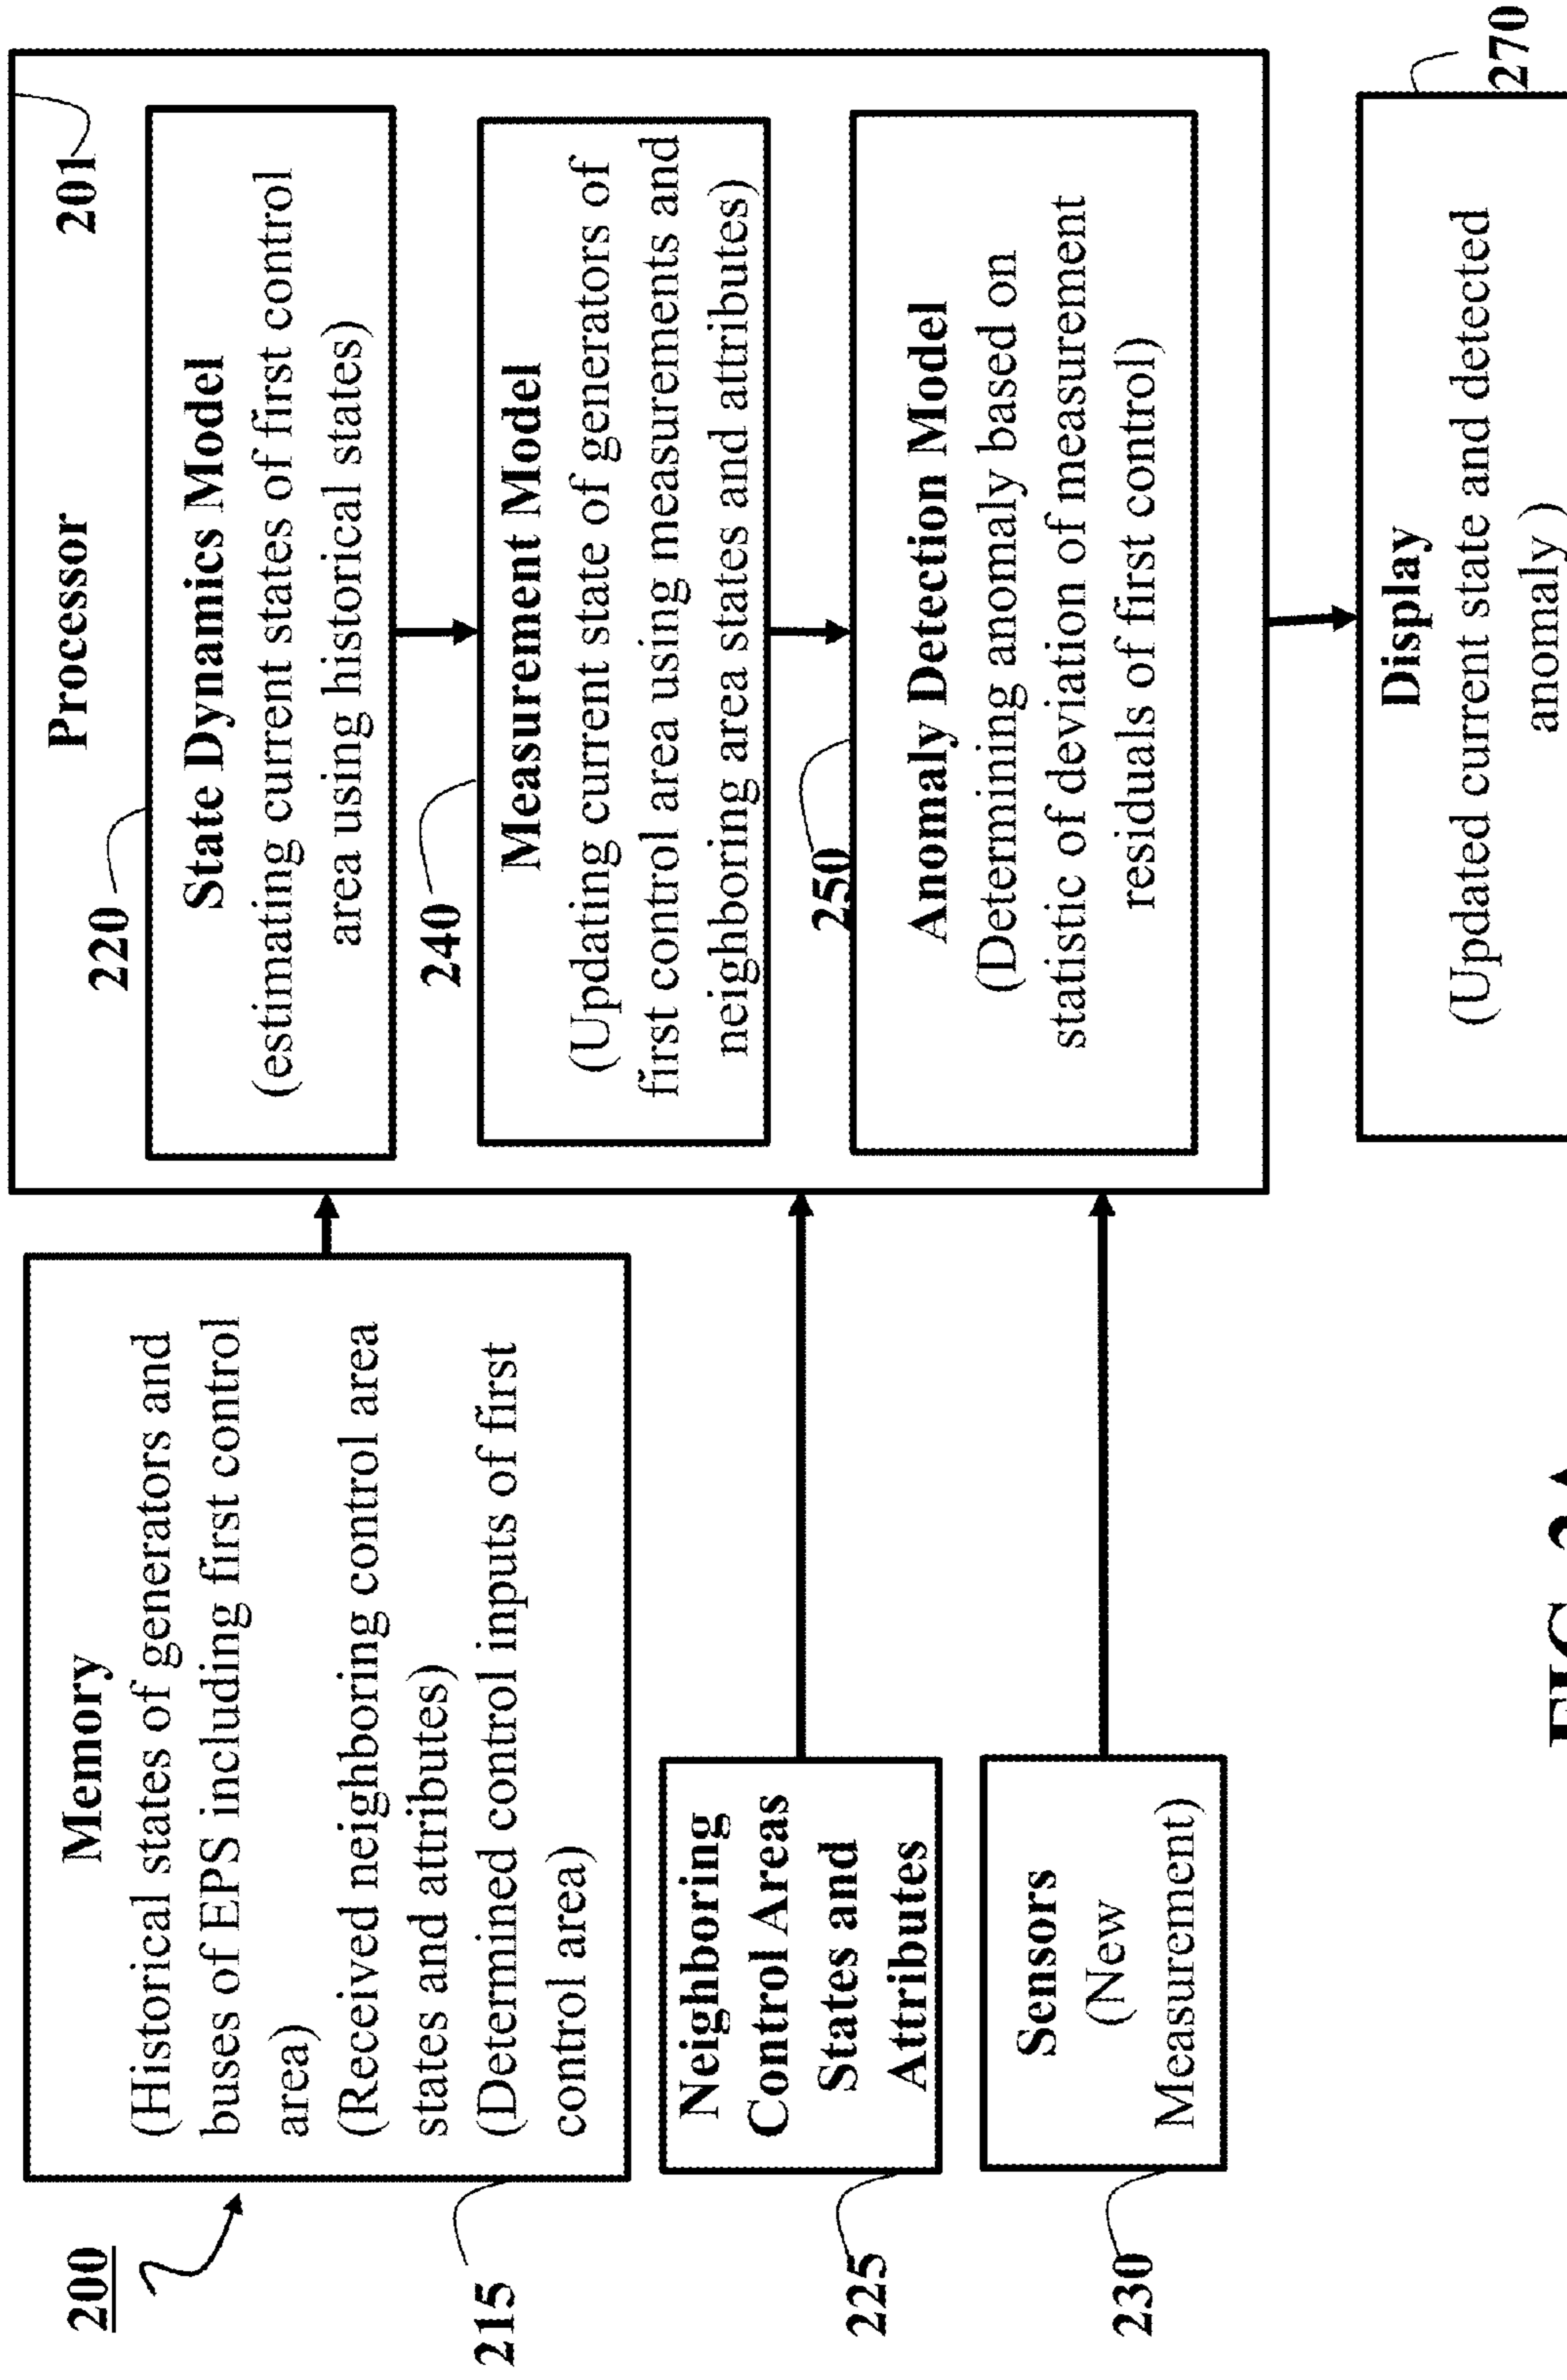 200
Memory
(Historical states of generators and
buses of EPS including first control
area)
(Received neighboring control area
states and attributes)
(Determined control inputs of first
control area)
215
Neighboring
Control Areas
States and
Attributes
225
Sensors
(New
Measurement)
230
Processor
201
220
State Dynamics Model
(estimating current states of first control
area using historical states)
240
Measurement Model
(Updating current state of generators of
first control area using measurements and
neighboring area states and attributes)
250
Anomaly Detection Model
(Determining anomaly based on
statistic of deviation of measurement
residuals of first control)
Display
(Updated current state and detected
anomaly )
270